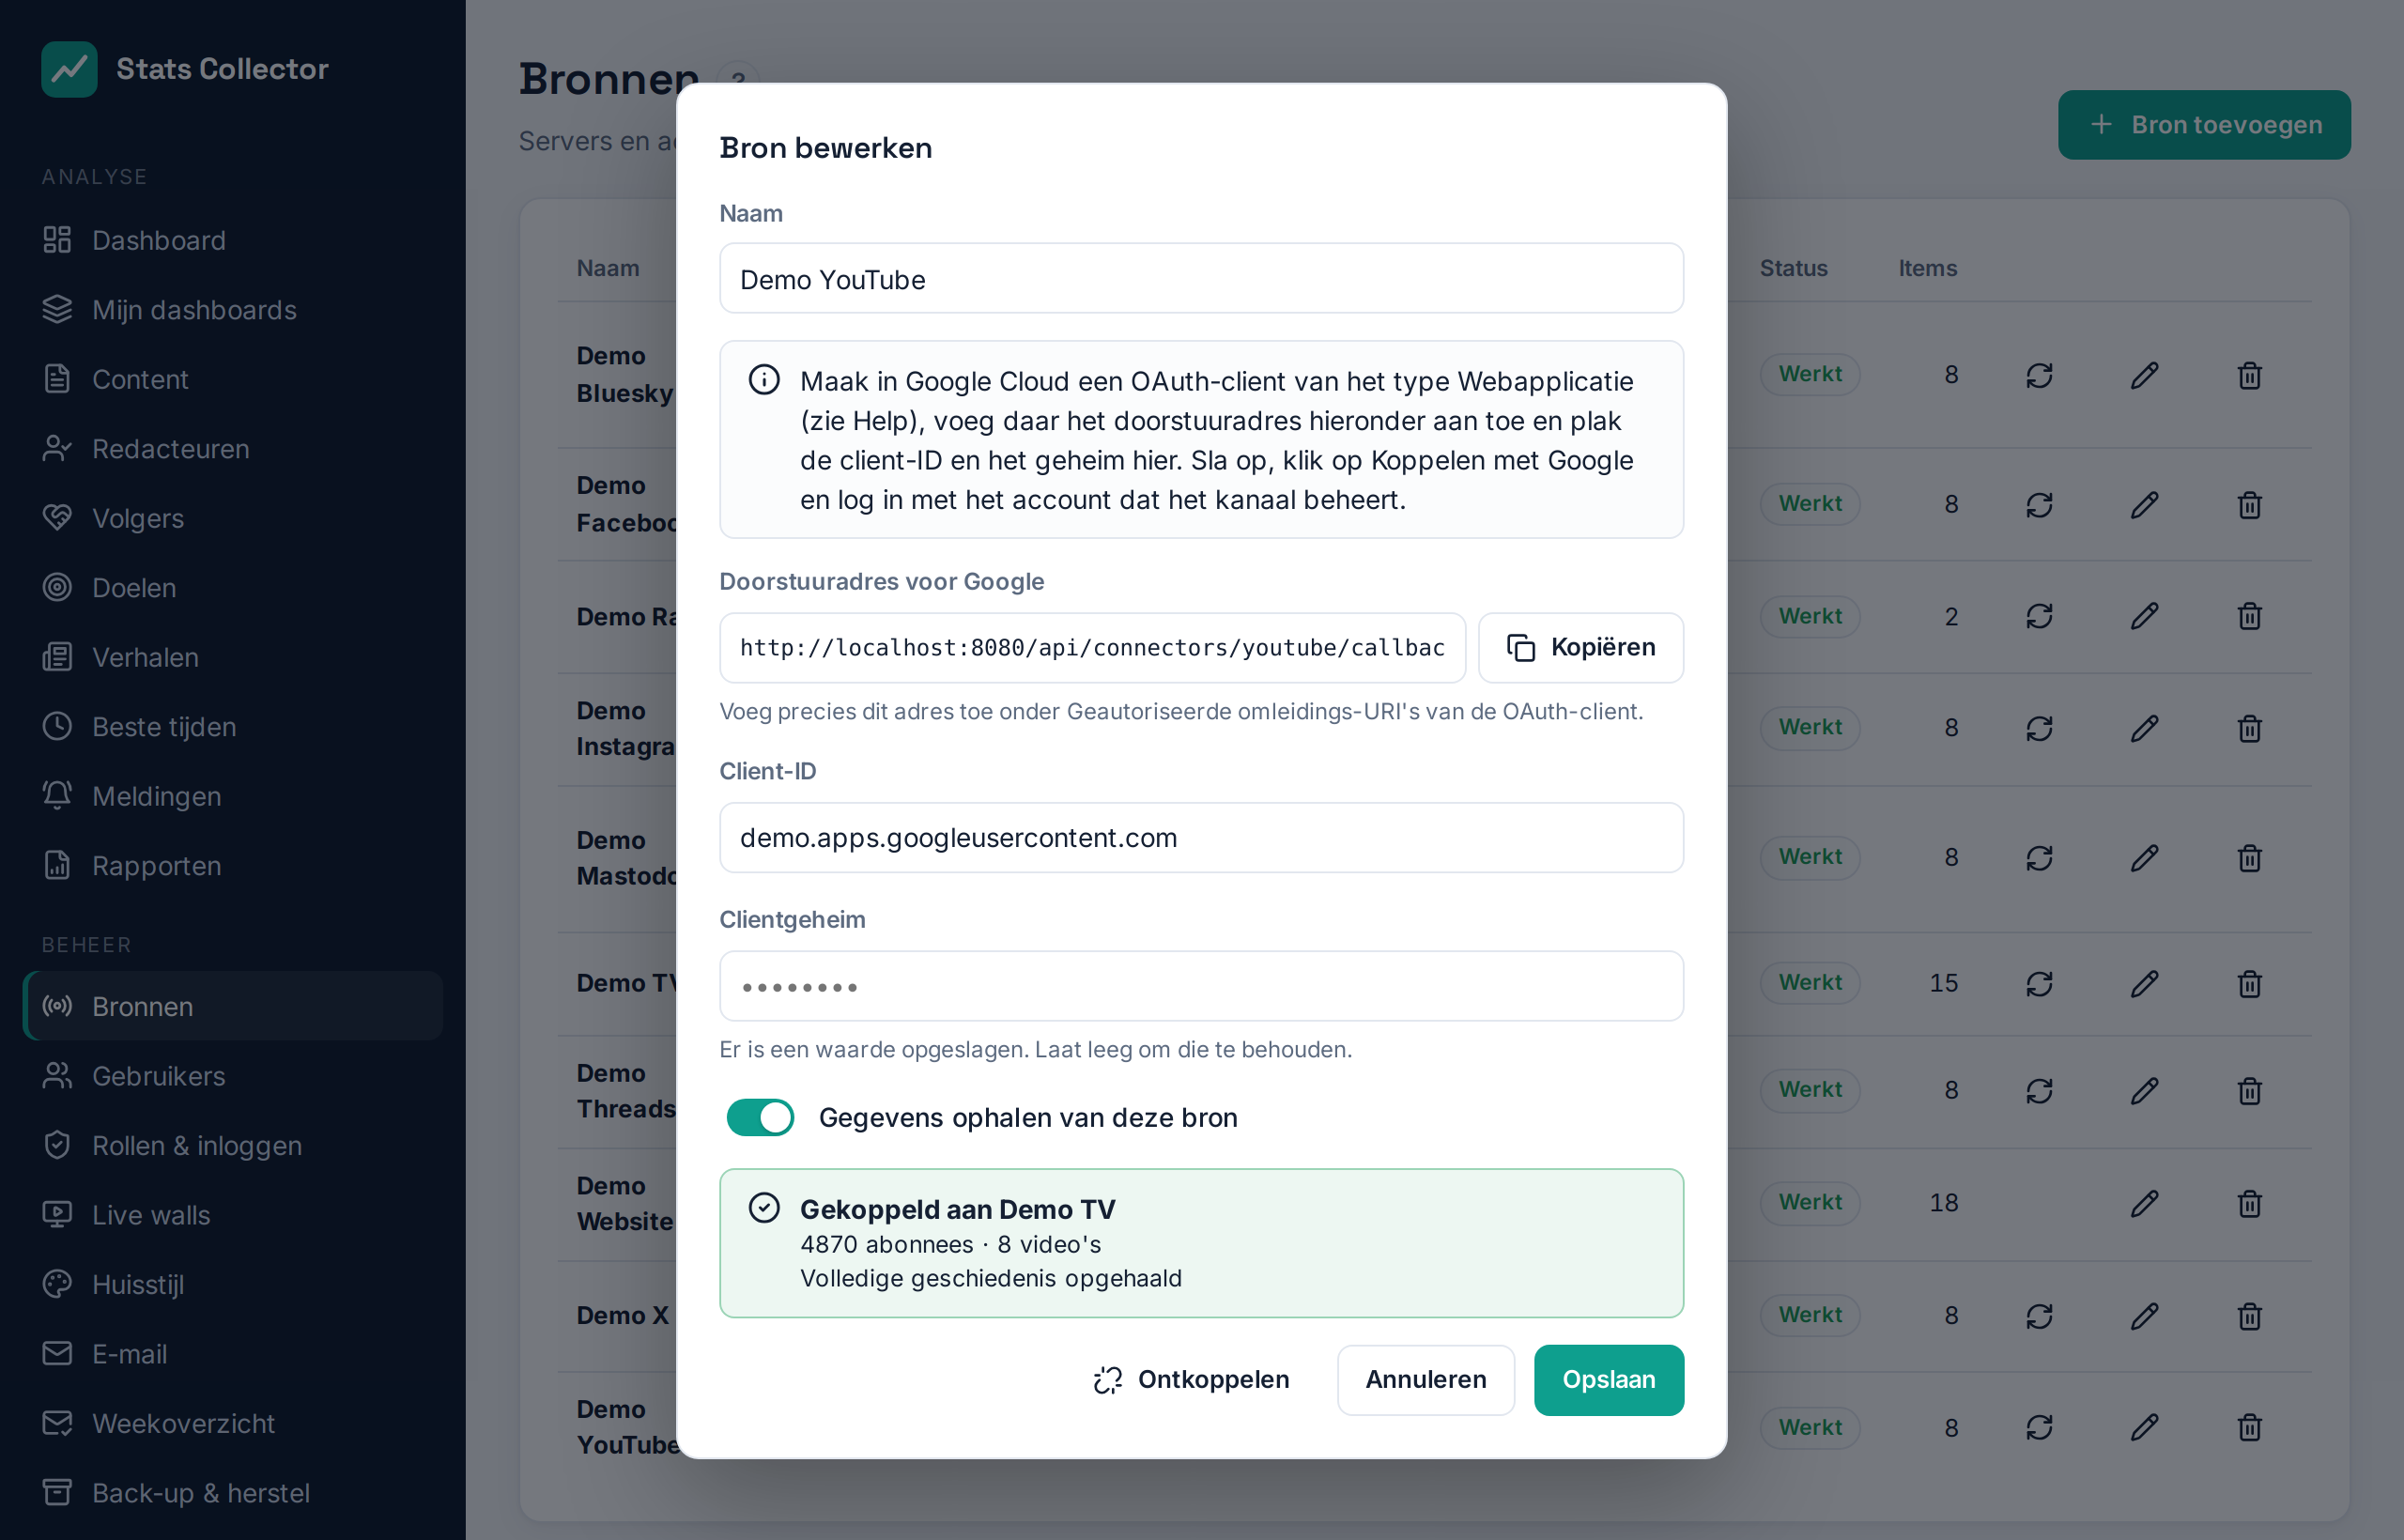 Stats Collector
ANALYSE
Dashboard
Mijn dashboards
Content
Redacteuren
Volgers
Doelen
Verhalen
Beste tijden
Meldingen
Rapporten
BEHEER
Bronnen
Gebruikers
Rollen & inloggen
Live walls
Huisstijl
E-mail
Weekoverzicht
Back-up & herstel
Bronnen
Servers en
Bron toevoegen
Naam
Status
Items
Demo
Bluesky
Werkt
8
Demo
Werkt
8
Demo
Werkt
2
Demo
Werkt
8
Demo
Werkt
8
Demo
Werkt
15
Demo
Threads
Werkt
8
Demo
Website
Werkt
18
Demo X
Werkt
8
Demo
YouTube
Werkt
8
Bron bewerken
Naam
Demo YouTube
Maak in Google Cloud een OAuth-client van het type Webapplicatie
(zie Help), voeg daar het doorstuuradres hieronder aan toe en plak
de client-ID en het geheim hier. Sla op, klik op Koppelen met Google
en log in met het account dat het kanaal beheert.
Doorstuuradres voor Google
http://localhost:8080/api/connectors/youtube/callbac
Kopiëren
Voeg precies dit adres toe onder Geautoriseerde omleidings-URI's van de OAuth-client.
Client-ID
demo.apps.googleusercontent.com
Clientgeheim
••••••••
Er is een waarde opgeslagen. Laat leeg om die te behouden.
Gegevens ophalen van deze bron
Gekoppeld aan Demo TV
4870 abonnees · 8 video's
Volledige geschiedenis opgehaald
Ontkoppelen
Annuleren
Opslaan